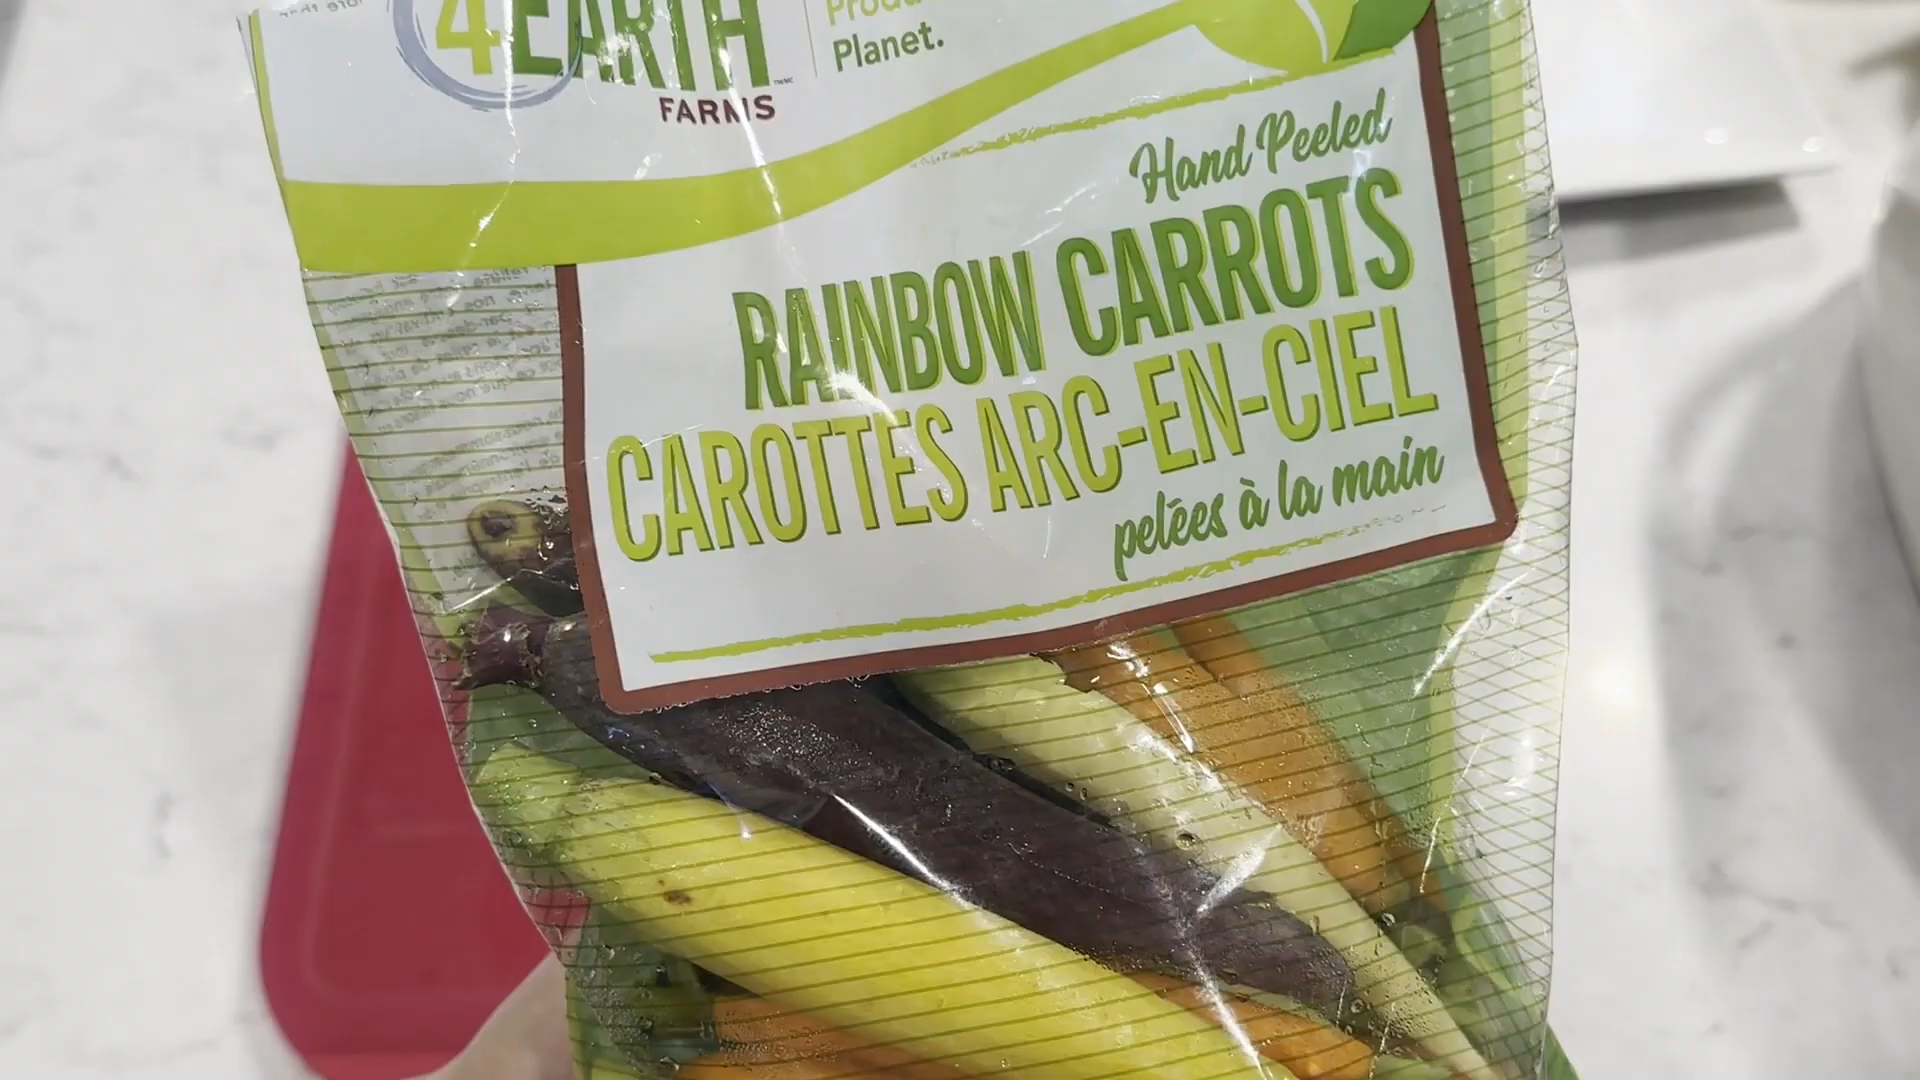 4EARTH
FARMS
Planet.
Hand Peeled
RAINBOW CARROTS
CAROTTES ARC-EN-CIEL
pelées à la main